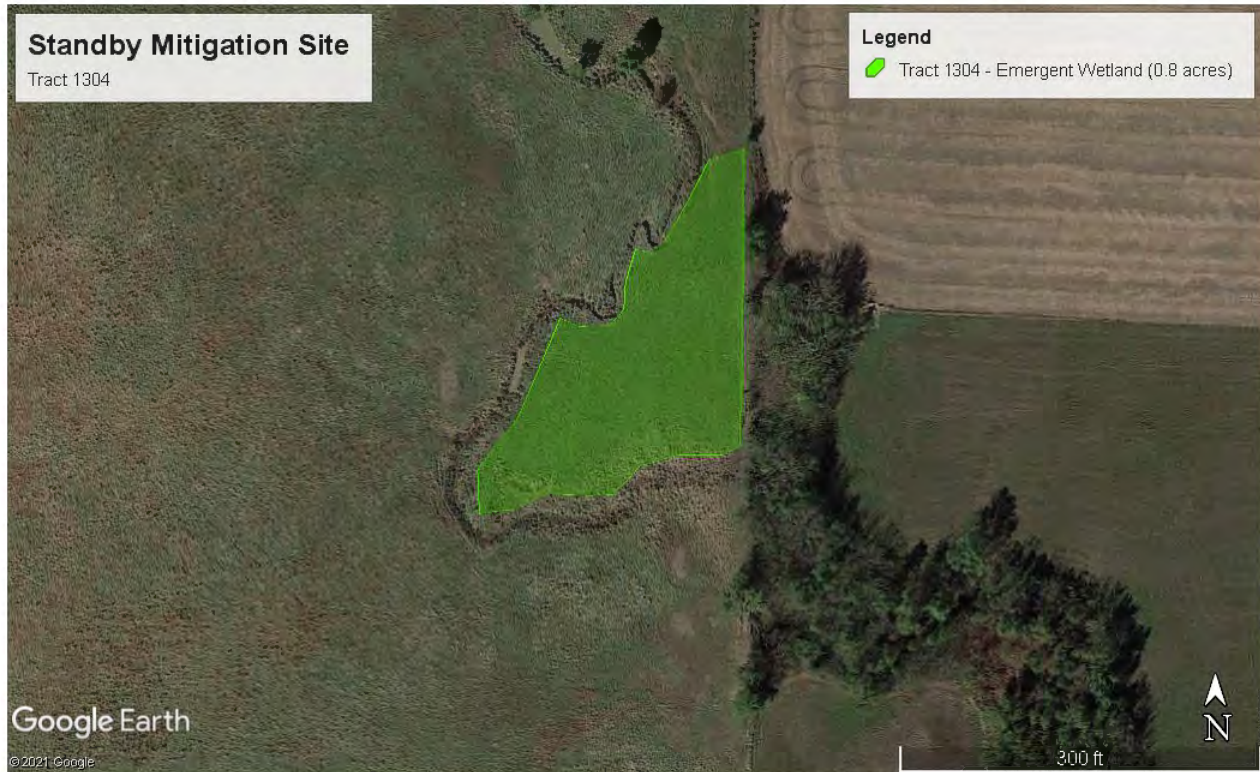 Standby Mitigation Site
Tract 1304
Legend
Tract 1304 - Emergent Wetland (0.8 acres)
Google Earth
©2021 Google
N
300 ft